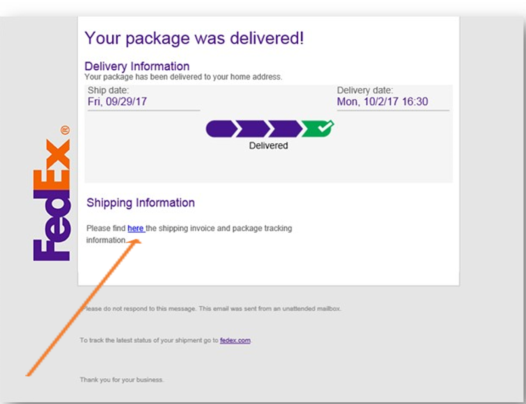 Your package was delivered!
Delivery Information
Your package has been delivered to your home address.
Ship date:
Fri, 09/29/17
Delivery date:
Mon, 10/2/17 16:30
Delivered
FedEx®
Shipping Information
Please find here the shipping invoice and package tracking
information.
Please do not respond to this message. This email was sent from an unattended mailbox.
To track the latest status of your shipment go to fedex.com.
Thank you for your business.